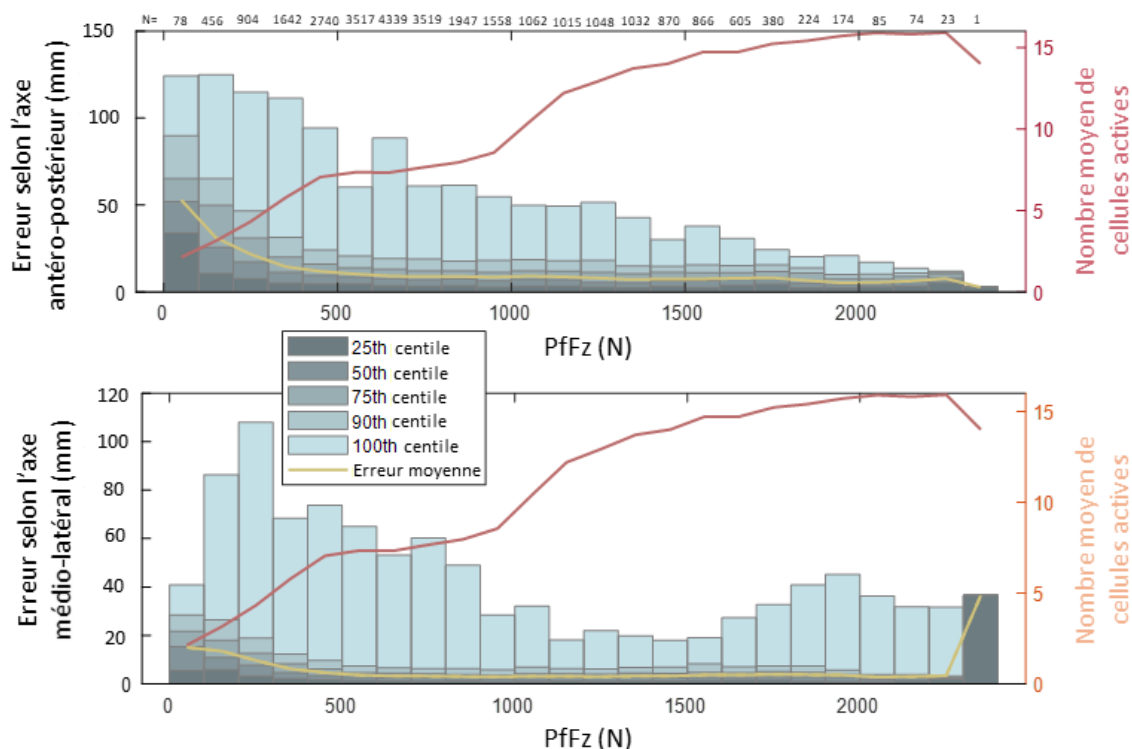 N= 78 456 904 1642 2740 3517 4339 3519 1947 1558 1062 1015 1048 1032 870 866 605 380 224 174 85 74 23 1
150
100
50
0
Erreur selon l'axe
antéro-postérieur (mm)
15
10
5
0
Nombre moyen de
cellules actives
0 500 1000 1500 2000
PfFz (N)
25th centile
50th centile
75th centile
90th centile
100th centile
Erreur moyenne
120
100
80
60
40
20
0
Erreur selon l'axe
médio-latéral (mm)
15
10
5
0
Nombre moyen de
cellules actives
0 500 1000 1500 2000
PfFz (N)